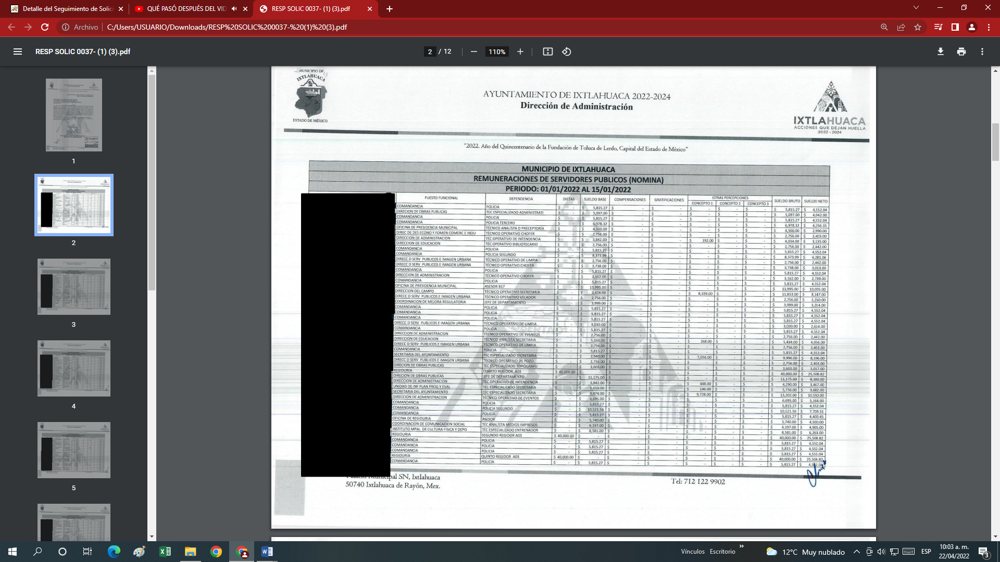 Detalle del Seguimiento de Solici
QUÉ PASÓ DESPUÉS DEL VID
RESP SOLIC 0037- (1) (3).pdf
Archivo C:/Users/USUARIO/Downloads/RESP%20SOLIC%200037-%20(1)%20(3).pdf
RESP SOLIC 0037- (1) (3).pdf
2 / 12
110%
1
2
3
4
5
MUNICIPIO DE
IXTLAHUACA
ESTADO DE MÉXICO
AYUNTAMIENTO DE IXTLAHUACA 2022-2024
Dirección de Administración
IXTLAHUACA
ACCIONES QUE DEJAN HUELLA
2022 - 2024
"2022. Año del Quincentenario de la Fundación de Toluca de Lerdo, Capital del Estado de México"
MUNICIPIO DE IXTLAHUACA
REMUNERACIONES DE SERVIDORES PUBLICOS (NOMINA)
PERIODO: 01/01/2022 AL 15/01/2022
PUESTO FUNCIONAL DEPENDENCIA DIETAS SUELDO BASE COMPENSACIONES GRATIFICACIONES OTRAS PERCEPCIONES SUELDO BRUTO SUELDO NETO
CONCEPTO 1 CONCEPTO 2 CONCEPTO 3
COMANDANCIA POLICIA $ - $ 5,815.27 $ - $ - $ - $ - $ - $ 5,815.27 $ 4,552.04
DIRECION DE OBRAS PUBLICAS TEC ESPECIALIZADO ADMINISTRATI $ - $ 5,097.00 $ - $ - $ - $ - $ - $ 5,097.00 $ 4,042.00
COMANDANCIA POLICIA $ - $ 5,815.27 $ - $ - $ - $ - $ - $ 5,815.27 $ 4,552.04
COMANDANCIA POLICIA TERCERO $ - $ 6,978.32 $ - $ - $ - $ - $ - $ 6,978.32 $ 4,256.35
OFICINA DE PRESIDENCIA MUNICIPAL TÉCNICO ANALISTA D PRECEPTORÍA $ - $ 4,500.00 $ - $ - $ - $ - $ - $ 4,500.00 $ 2,990.00
DIREC DE DES ECONO Y FOMEN COMERC E INDU TÉCNICO OPERATIVO CHOFER $ - $ 2,756.00 $ - $ - $ - $ - $ - $ 2,756.00 $ 2,403.00
DIRECCION DE ADMINISTRACION TÉC OPERATIVO DE INTENDENCIA $ - $ 3,842.00 $ - $ - $ 192.00 $ - $ - $ 4,034.00 $ 3,135.00
DIRECCION DE EDUCACION TÉC OPERATIVO BIBLIOTECARIO $ - $ 2,756.00 $ - $ - $ - $ - $ - $ 2,756.00 $ 2,442.00
COMANDANCIA POLICIA $ - $ 5,815.27 $ - $ - $ - $ - $ - $ 5,815.27 $ 4,552.04
COMANDANCIA POLICIA SEGUNDO $ - $ 8,373.99 $ - $ - $ - $ - $ - $ 8,373.99 $ 6,281.06
DIRECC D SERV PUBLICOS E IMAGEN URBANA TÉCNICO OPERATIVO DE LIMPIA $ - $ 2,756.00 $ - $ - $ - $ - $ - $ 2,756.00 $ 2,442.00
DIRECC D SERV PUBLICOS E IMAGEN URBANA TÉCNICO OPERATIVO CHOFER $ - $ 3,738.00 $ - $ - $ - $ - $ - $ 3,738.00 $ 3,013.00
COMANDANCIA POLICIA $ - $ 5,815.27 $ - $ - $ - $ - $ - $ 5,815.27 $ 4,552.04
DIRECCION DE ADMINISTRACION TÉCNICO OPERATIVO CHOFER $ - $ 3,162.00 $ - $ - $ - $ - $ - $ 3,162.00 $ 2,739.00
COMANDANCIA POLICIA $ - $ 5,815.27 $ - $ - $ - $ - $ - $ 5,815.27 $ 4,552.04
OFICINA DE PRESIDENCIA MUNICIPAL ASESOR B17 $ - $ 13,995.00 $ - $ - $ - $ - $ - $ 13,995.00 $ 10,005.00
DIRECCION DEL CAMPO TÉCNICO OPERATIVO SECRETARIA $ - $ 3,474.00 $ - $ - $ 8,339.00 $ - $ - $ 11,813.00 $ 8,147.00
DIRECC D SERV PUBLICOS E IMAGEN URBANA TÉCNICO OPERATIVO VELADOR $ - $ 2,756.00 $ - $ - $ - $ - $ - $ 2,756.00 $ 2,250.00
COORDINACION DE MEJORA REGULATORIA JEFE DE DEPARTAMENTO $ - $ 3,999.00 $ - $ - $ - $ - $ - $ 3,999.00 $ 3,214.00
COMANDANCIA POLICIA $ - $ 5,815.27 $ - $ - $ - $ - $ - $ 5,815.27 $ 4,552.04
COMANDANCIA POLICIA $ - $ 5,815.27 $ - $ - $ - $ - $ - $ 5,815.27 $ 4,552.04
COMANDANCIA POLICIA $ - $ 5,815.27 $ - $ - $ - $ - $ - $ 5,815.27 $ 4,552.04
DIRECC D SERV PUBLICOS E IMAGEN URBANA TÉCNICO OPERATIVO DE LIMPIA $ - $ 3,030.00 $ - $ - $ - $ - $ - $ 3,030.00 $ 2,614.00
COMANDANCIA POLICIA $ - $ 5,815.27 $ - $ - $ - $ - $ - $ 5,815.27 $ 4,552.04
DIRECCION DE ADMINISTRACION TÉCNICO OPERATIVO DE EVENTOS $ - $ 2,756.00 $ - $ - $ - $ - $ - $ 2,756.00 $ 2,442.00
DIRECCION DE EDUCACION TÉCNICO ANALISTA SECRETARIA $ - $ 5,166.00 $ - $ - $ 268.00 $ - $ - $ 5,434.00 $ 4,056.00
DIRECC D SERV PUBLICOS E IMAGEN URBANA TÉCNICO OPERATIVO DE LIMPIA $ - $ 2,756.00 $ - $ - $ - $ - $ - $ 2,756.00 $ 2,403.00
COMANDANCIA POLICIA $ - $ 5,815.27 $ - $ - $ - $ - $ - $ 5,815.27 $ 4,552.04
SECRETARIA DEL AYUNTAMIENTO TEC ESPECIALIZADO SECRETARIA $ - $ 2,940.00 $ - $ - $ 7,056.00 $ - $ - $ 9,996.00 $ 8,196.00
DIRECC D SERV PUBLICOS E IMAGEN URBANA TÉCNICO OPERATIVO DE POZO $ - $ 2,756.00 $ - $ - $ - $ - $ - $ 2,756.00 $ 2,403.00
DIRECION DE OBRAS PUBLICAS TEC ESPECIALIZADO TOPÓGRAFO $ - $ 3,603.00 $ - $ - $ - $ - $ - $ 3,603.00 $ 3,017.00
REGIDURIA CUARTO REGIDOR A03 $ 40,000.00 $ - $ - $ - $ - $ - $ - $ 40,000.00 $ 25,508.82
DIRECION DE OBRAS PUBLICAS JEFE DE DEPARTAMENTO $ - $ 11,175.00 $ - $ - $ - $ - $ - $ 11,175.00 $ 8,300.00
DIRECCION DE ADMINISTRACION TÉC OPERATIVO DE INTENDENCIA $ - $ 3,842.00 $ - $ - $ 448.00 $ - $ - $ 4,290.00 $ 3,467.00
UNIDAD DE INF PLAN PROG Y EVAL TÉC ESPECIALIZADO SECRETARIA $ - $ 5,610.00 $ - $ - $ 146.00 $ - $ - $ 5,756.00 $ 3,682.00
SECRETARIA DEL AYUNTAMIENTO TÉC ESPECIALIZADO SECRETARIA $ - $ 3,474.00 $ - $ - $ 9,728.00 $ - $ - $ 13,202.00 $ 10,550.00
DIRECCION DE ADMINISTRACION TÉCNICO OPERATIVO DE EVENTOS $ - $ 6,695.00 $ - $ - $ - $ - $ - $ 6,695.00 $ 5,164.00
COMANDANCIA POLICIA $ - $ 5,815.27 $ - $ - $ - $ - $ - $ 5,815.27 $ 4,552.04
COMANDANCIA POLICIA SEGUNDO $ - $ 10,521.56 $ - $ - $ - $ - $ - $ 10,521.56 $ 7,709.51
COMANDANCIA POLICIA $ - $ 5,815.27 $ - $ - $ - $ - $ - $ 5,815.27 $ 4,400.45
OFICINA DE REGIDURIA ASESOR $ - $ 5,740.00 $ - $ - $ - $ - $ - $ 5,740.00 $ 4,500.00
COORDINACION DE COMUNICACION SOCIAL TÉC ANALISTA MEDIOS IMPRESOS $ - $ 6,197.00 $ - $ - $ - $ - $ - $ 6,197.00 $ 4,905.00
INSTITUTO MPAL DE CULTURA FISICA Y DEPO TÉC ESPECIALIZADO ENTRENADOR $ - $ 8,581.00 $ - $ - $ - $ - $ - $ 8,581.00 $ 6,263.00
REGIDURIA SEGUNDO REGIDOR A03 $ 40,000.00 $ - $ - $ - $ - $ - $ - $ 40,000.00 $ 25,508.82
COMANDANCIA POLICIA $ - $ 5,815.27 $ - $ - $ - $ - $ - $ 5,815.27 $ 4,552.04
COMANDANCIA POLICIA $ - $ 5,815.27 $ - $ - $ - $ - $ - $ 5,815.27 $ 4,552.04
COMANDANCIA POLICIA $ - $ 5,815.27 $ - $ - $ - $ - $ - $ 5,815.27 $ 4,552.04
REGIDURIA QUINTO REGIDOR A03 $ 40,000.00 $ - $ - $ - $ - $ - $ - $ 40,000.00 $ 25,508.82
COMANDANCIA POLICIA $ - $ 5,815.27 $ - $ - $ - $ - $ - $ 5,815.27 $ 4,552.04
Palacio Municipal SN, Ixtlahuaca
50740 Ixtlahuaca de Rayón, Mex.
Tel: 712 122 9902
Vínculos Escritorio
12°C Muy nublado
ESP
10:03 a. m.
22/04/2022
3